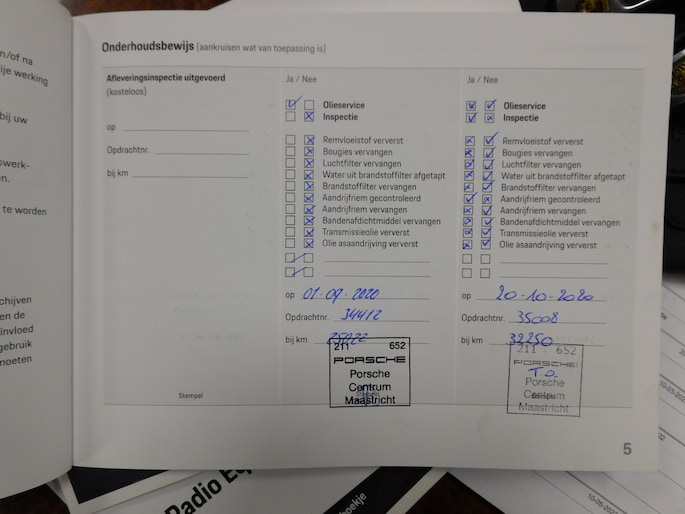 n/of na
ije werking
bij uw
swerk-
n.
te worden
chijven
en de
ïnvloed
gebruik
moeten
Onderhoudsbewijs (aankruisen wat van toepassing is)
Afleveringsinspectie uitgevoerd
(kosteloos)
op
Opdrachtnr.
bij km
Stempel
Ja / Nee
Olieservice
Inspectie
Remvloeistof ververst
Bougies vervangen
Luchtfilter vervangen
Water uit brandstoffilter afgetapt
Brandstoffilter vervangen
Aandrijfriem gecontroleerd
Aandrijfriem vervangen
Bandenafdichtmiddel vervangen
Transmissieolie ververst
Olie asaandrijving ververst
op 01-09-2020
Opdrachtnr. 34412
bij km
211 652
PORSCHE
Porsche
Centrum
Stempel
Maastricht
Ja / Nee
Olieservice
Inspectie
Remvloeistof ververst
Bougies vervangen
Luchtfilter vervangen
Water uit brandstoffilter afgetapt
Brandstoffilter vervangen
Aandrijfriem gecontroleerd
Aandrijfriem vervangen
Bandenafdichtmiddel vervangen
Transmissieolie ververst
Olie asaandrijving ververst
op 20-10-2020
Opdrachtnr. 35008
bij km 32250
211 652
PORSCHE
Porsche
Centrum
Maastricht
5
Radio
boekje